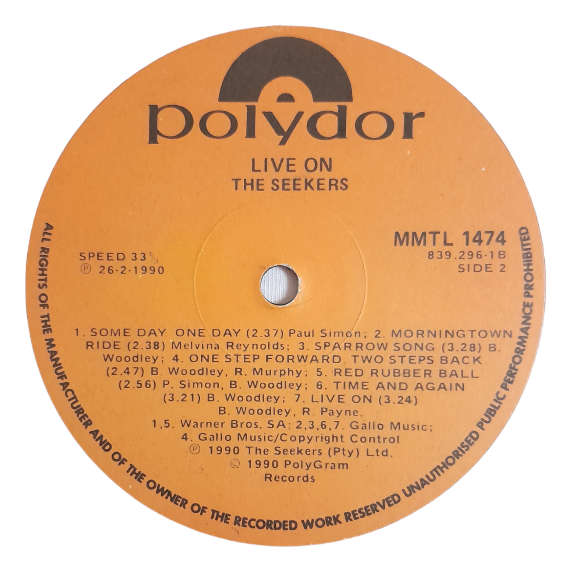 polydor
LIVE ON
THE SEEKERS
MMTL 1474
839.296-1B
SIDE 2
SPEED 33⅓
Ⓟ 26-2-1990
1. SOME DAY. ONE DAY (2.37) Paul Simon; 2. MORNINGTOWN
RIDE (2.38) Melvina Reynolds; 3. SPARROW SONG (3.28) B.
Woodley; 4. ONE STEP FORWARD. TWO STEPS BACK.
(2.47) B. Woodley, R. Murphy; 5. RED RUBBER BALL
(2.56) P. Simon, B. Woodley; 6. TIME AND AGAIN
(3.21) B. Woodley; 7. LIVE ON (3.24)
B. Woodley, R. Payne.
1,5. Warner Bros. SA; 2,3,6,7. Gallo Music;
4. Gallo Music/Copyright Control
Ⓟ 1990 The Seekers (Pty) Ltd.
© 1990 PolyGram
Records
ALL RIGHTS OF THE MANUFACTURER AND OF THE OWNER OF THE RECORDED WORK RESERVED UNAUTHORISED PUBLIC PERFORMANCE PROHIBITED